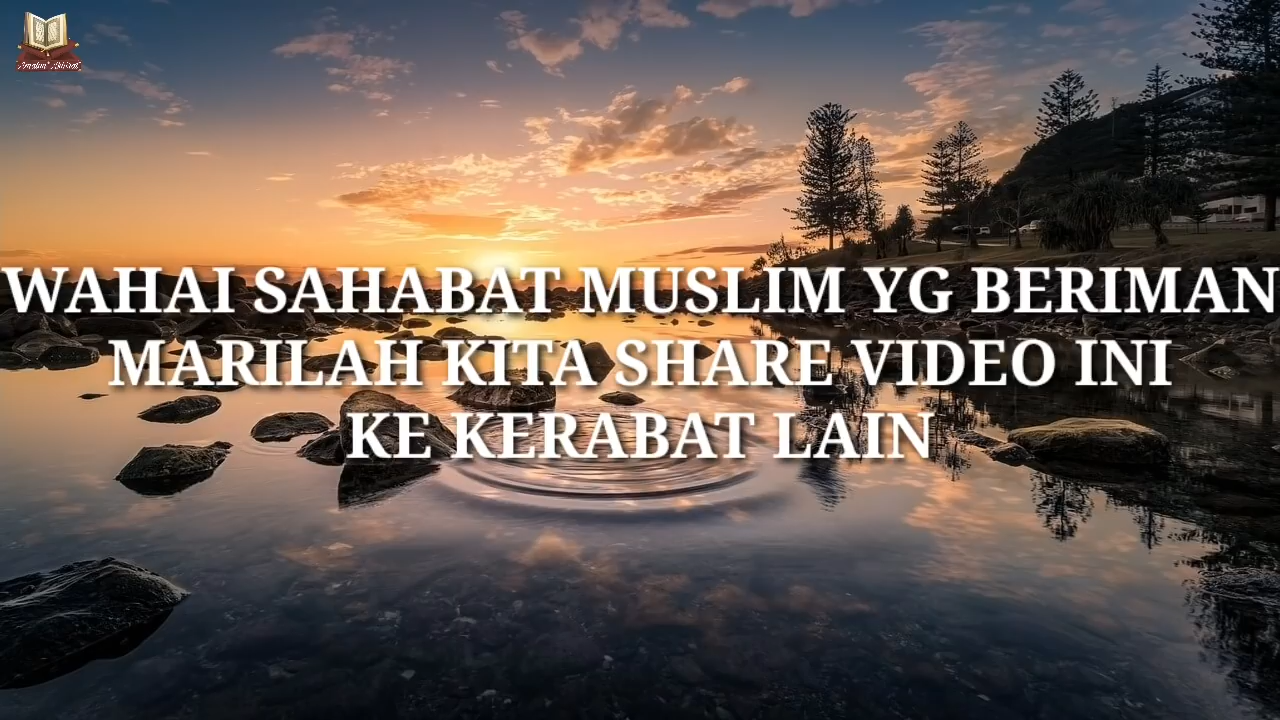 WAHAI SAHABAT MUSLIM YG BERIMAN
MARILAH KITA SHARE VIDEO INI
KE KERABAT LAIN